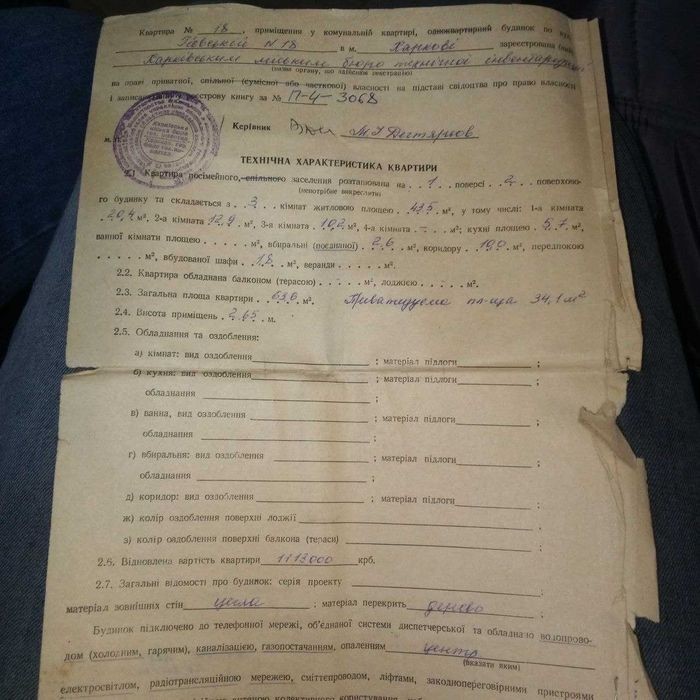 Квартира № 18, приміщення у комунальній квартирі, одноквартирний будинок по вул.
№ 18 в м. Харкові зареєстрована (ний)
Харківським міським бюро технічної інвентаризації
(назва органу, що здійснює реєстрацію)
на праві приватної, спільної (сумісної або часткової) власності на підставі свідоцтва про право власності
і записана в реєстрову книгу за № П-4-3068
м. П. Керівник М.І. Дегтярьов
ТЕХНІЧНА ХАРАКТЕРИСТИКА КВАРТИРИ
2.1 Квартира посімейного, спільного заселення розташована на 1 поверсі 2 поверхово-
(непотрібне викреслити)
го будинку та складається з 3 кімнат житловою площею 43,5 м², у тому числі: 1-а кімната
20,4 м², 2-а кімната 12,9 м², 3-я кімната 10,2 м², 4-а кімната – м²; кухні площею 5,7 м²,
ванної кімнати площею . . . . . м², вбиральні (поєднаної) 2,6 м², коридору 10,0 м², передпокою
. . . . . м², вбудованої шафи 1,8 м², веранди . . . . . м².
2.2. Квартира обладнана балконом (терасою) . . . . . м², лоджією . . . . . м².
2.3. Загальна площа квартири 63,6 м². Приватизуєма пл-ща 34,1 м²
2.4. Висота приміщень 2,65 м.
2.5. Обладнання та оздоблення:
а) кімнат: вид оздоблення ; матеріал підлоги ;
б) кухня: вид оздоблення ; матеріал підлоги ;
обладнання
в) ванна, вид оздоблення ; матеріал підлоги ;
обладнання
г) вбиральня: вид оздоблення ; матеріал підлоги ;
обладнання ;
д) коридор: вид оздоблення ; матеріал підлоги ;
ж) колір оздоблення поверхні лоджії ;
з) колір оздоблення поверхні балкона (тераси) ;
2.6. Відновлена вартість квартири 1113000 крб.
2.7. Загальні відомості про будинок: серія проекту
матеріал зовнішніх стін цегла ; матеріал перекрить дерево ;
Будинок підключено до телефонної мережі, об'єднаної системи диспетчерської та обладнано водопрово-
дом (холодним, гарячим), каналізацією, газопостачанням, опаленням центр
(вказати яким)
електросвітлом, радіотрансляційною мережею, сміттєпроводом, ліфтами, закодноперегорівними пристроями
колективного користування